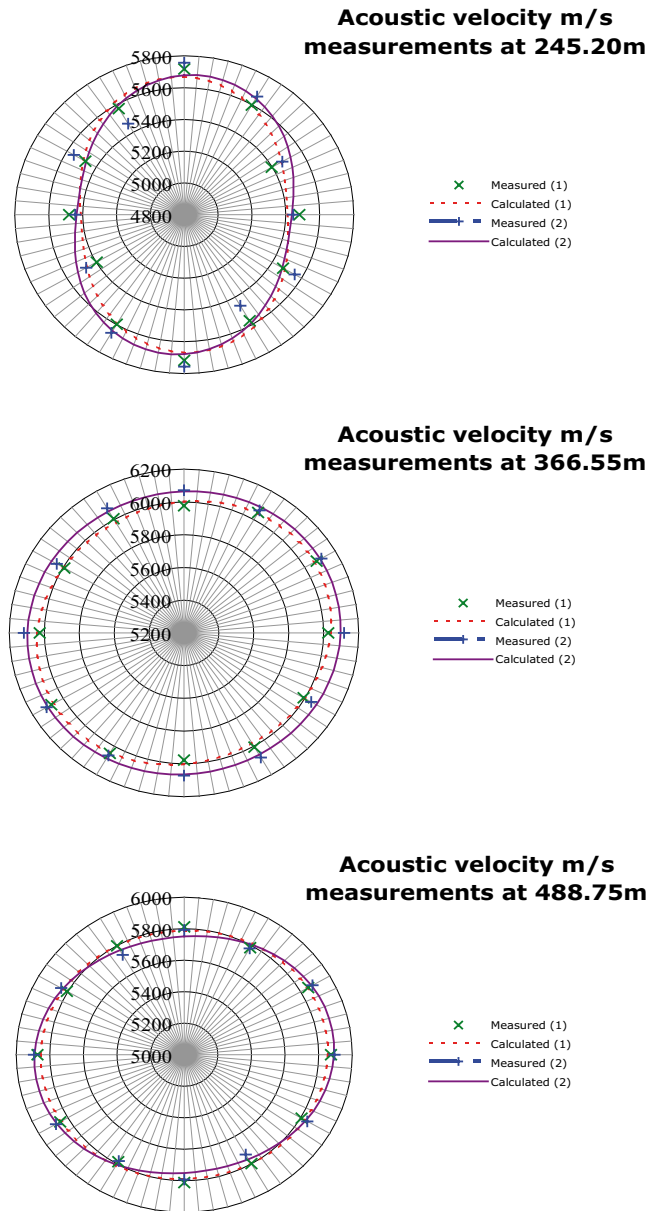 Acoustic velocity m/s
measurements at 245.20m
5800
5600
5400
5200
5000
4800
Measured (1)
Calculated (1)
Measured (2)
Calculated (2)
Acoustic velocity m/s
measurements at 366.55m
6200
6000
5800
5600
5400
5200
Measured (1)
Calculated (1)
Measured (2)
Calculated (2)
Acoustic velocity m/s
measurements at 488.75m
6000
5800
5600
5400
5200
5000
Measured (1)
Calculated (1)
Measured (2)
Calculated (2)